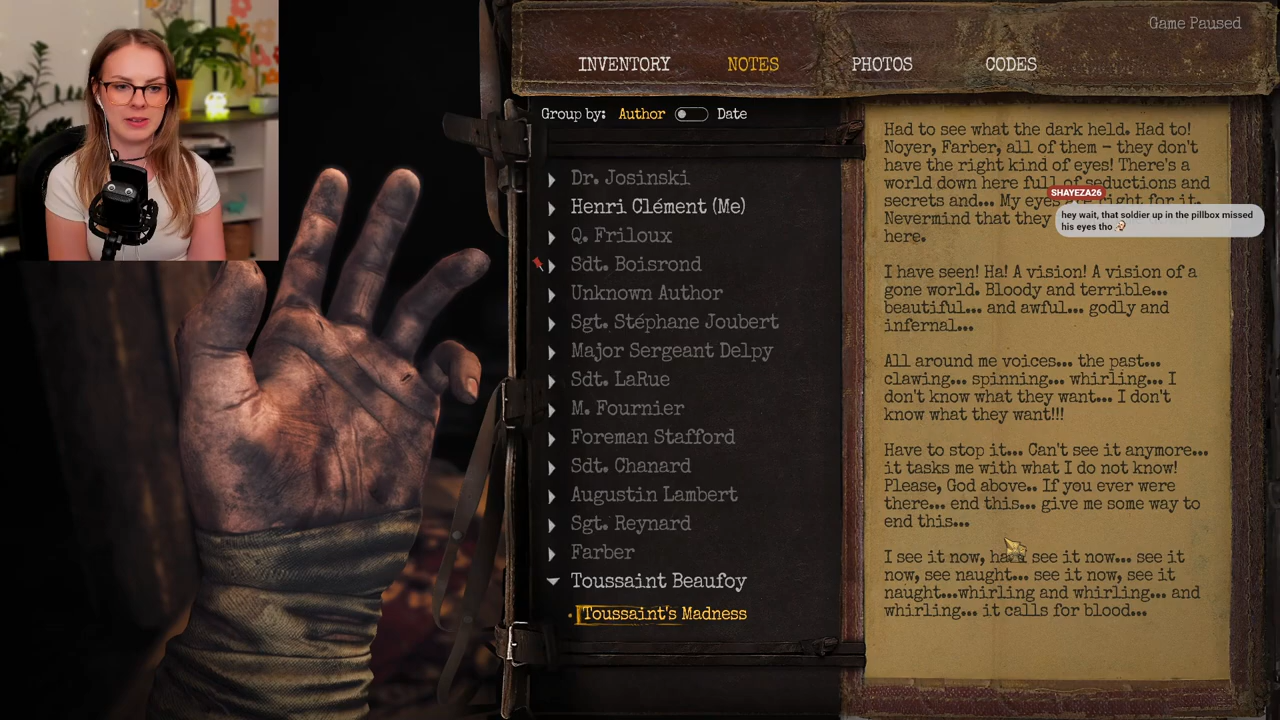 Game Paused
INVENTORY
NOTES
PHOTOS
CODES
Group by: Author Date
Dr. Josinski
Henri Clément (Me)
Q. Friloux
Sdt. Boisrond
Unknown Author
Sgt. Stéphane Joubert
Major Sergeant Delpy
Sdt. LaRue
M. Fournier
Foreman Stafford
Sdt. Chanard
Augustin Lambert
Sgt. Reynard
Farber
Toussaint Beaufoy
Toussaint's Madness
Had to see what the dark held. Had to!
Noyer, Farber, all of them - they don't
have the right kind of eyes! There's a
world down here full of seductions and
secrets and... My eyes are right for it.
Nevermind that they
here.
SHAYEZA26
hey wait, that soldier up in the pillbox missed
his eyes tho
I have seen! Ha! A vision! A vision of a
gone world. Bloody and terrible...
beautiful... and awful... godly and
infernal...
All around me voices... the past...
clawing... spinning... whirling... I
don't know what they want... I don't
know what they want!!!
Have to stop it... Can't see it anymore...
it tasks me with what I do not know!
Please, God above.. If you ever were
there... end this... give me some way to
end this...
I see it now, see it now... see it
now, see naught... see it now, see it
naught...whirling and whirling... and
whirling... it calls for blood...